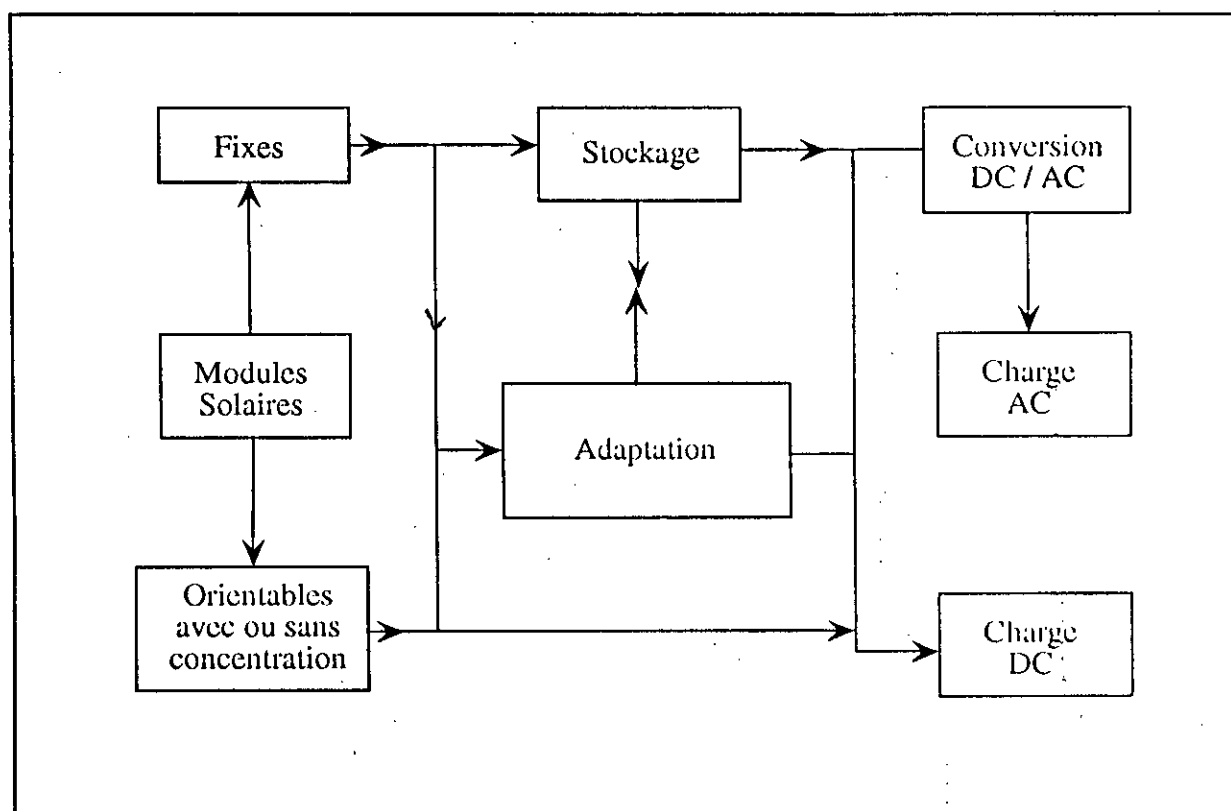 Fixes
Stockage
Conversion
DC / AC
Modules
Solaires
Adaptation
Charge
AC
Orientables
avec ou sans
concentration
Charge
DC